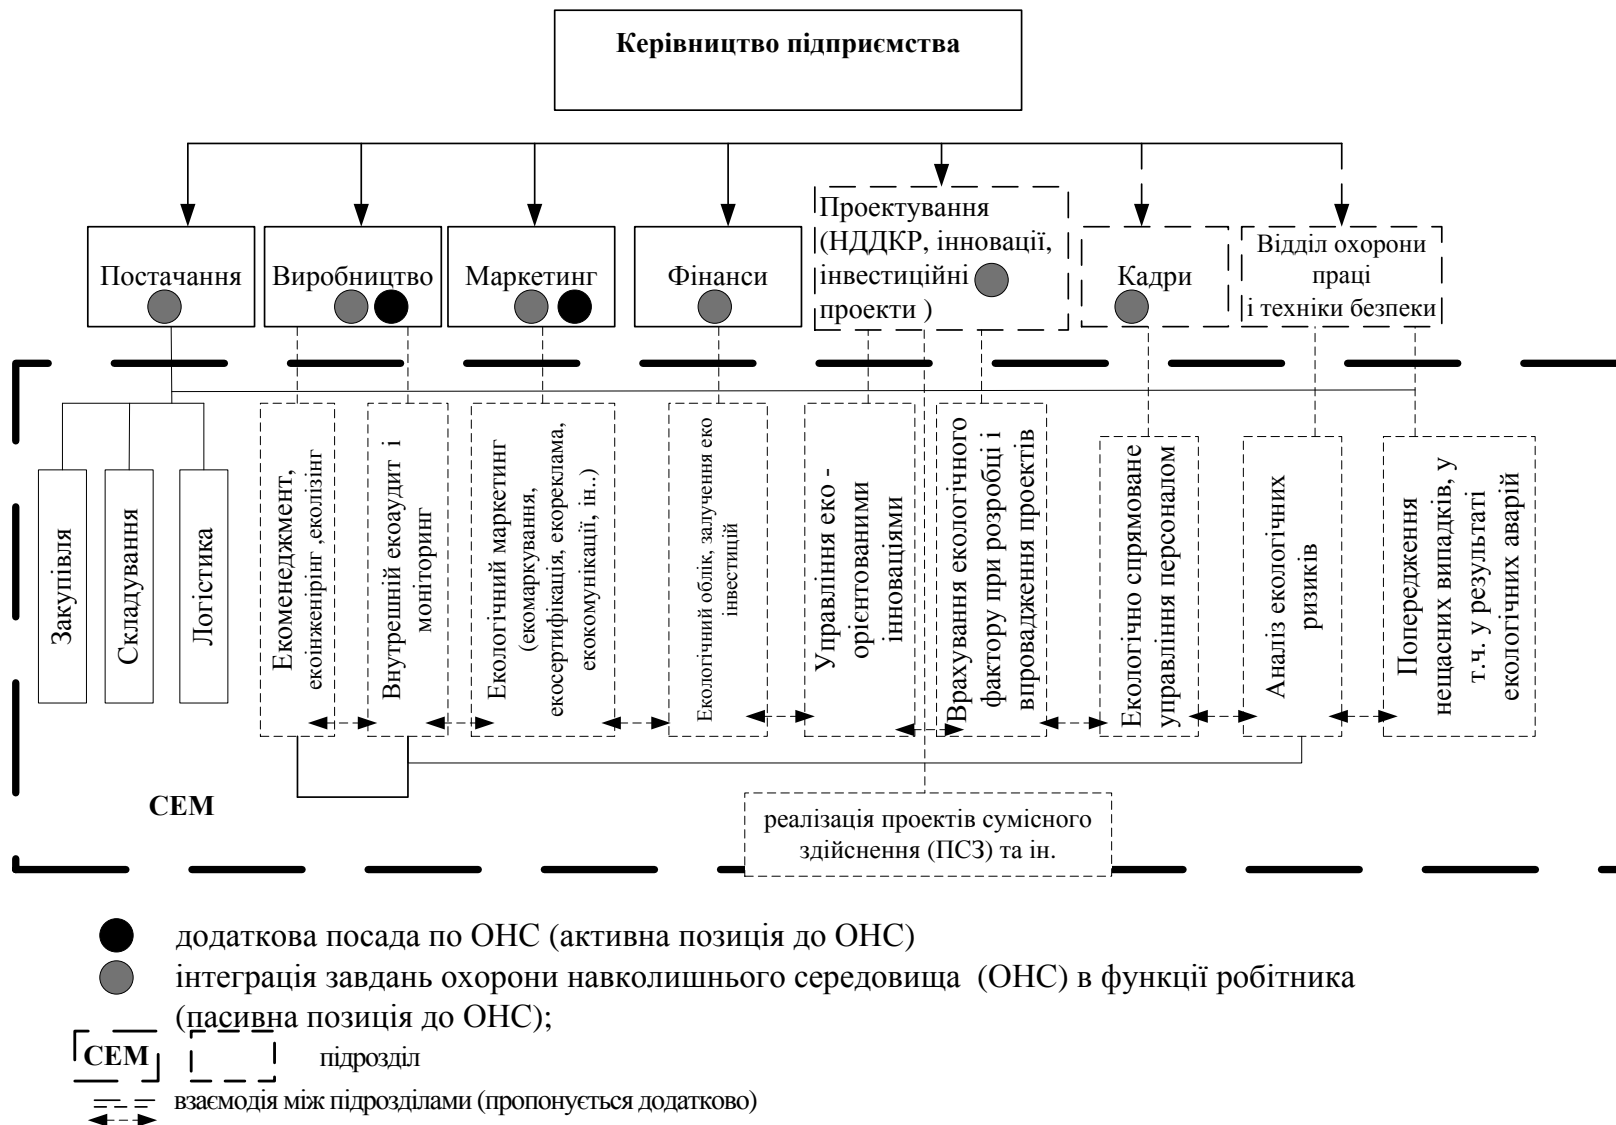 Керівництво підприємства
Постачання
Виробництво
Маркетинг
Фінанси
Проектування
(НДДКР, інновації,
інвестиційні
проекти )
Кадри
Відділ охорони
праці
і техніки безпеки
Закупівля
Складування
Логістика
Екоменеджмент,
екоінженірінг ,еколізінг
Внутрешній екоаудит і
моніторинг
Екологічний маркетинг
(екомаркування,
екосертифікація, екореклама,
екокомунікації, ін..)
Екологічний облік, залучення еко
інвестицій
Управління еко -
орієнтованими
інноваціями
Врахування екологічного
фактору при розробці і
впровадження проектів
Екологічно спрямоване
управління персоналом
Аналіз екологічних
ризиків
Попередження
нещасних випадків, у
т.ч. у результаті
екологічних аварій
СЕМ
реалізація проектів сумісного
здійснення (ПСЗ) та ін.
додаткова посада по ОНС (активна позиція до ОНС)
інтеграція завдань охорони навколишнього середовища (ОНС) в функції робітника
(пасивна позиція до ОНС);
СЕМ
підрозділ
взаємодія між підрозділами (пропонується додатково)